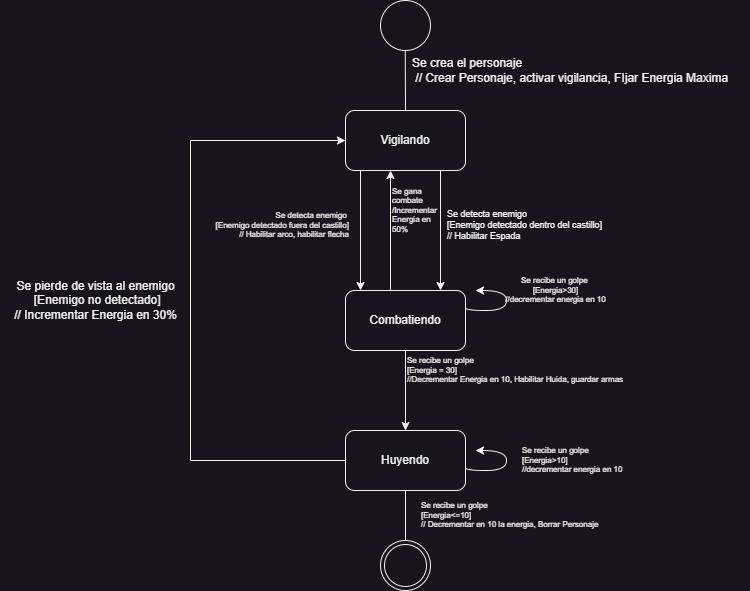 Se crea el personaje
// Crear Personaje, activar vigilancia, FIjar Energia Maxima
Vigilando
Se detecta enemigo
[Enemigo detectado fuera del castillo]
// Habilitar arco, habilitar flecha
Se gana
combate
/Incrementar
Energia en
50%
Se detecta enemigo
[Enemigo detectado dentro del castillo]
// Habilitar Espada
Se pierde de vista al enemigo
[Enemigo no detectado]
// Incrementar Energia en 30%
Combatiendo
Se recibe un golpe
[Energia>30]
//decrementar energia en 10
Se recibe un golpe
[Energia = 30]
//Decrementar Energia en 10, Habilitar Huida, guardar armas
Huyendo
Se recibe un golpe
[Energia>10]
//decrementar energia en 10
Se recibe un golpe
[Energia<=10]
// Decrementar en 10 la energia, Borrar Personaje